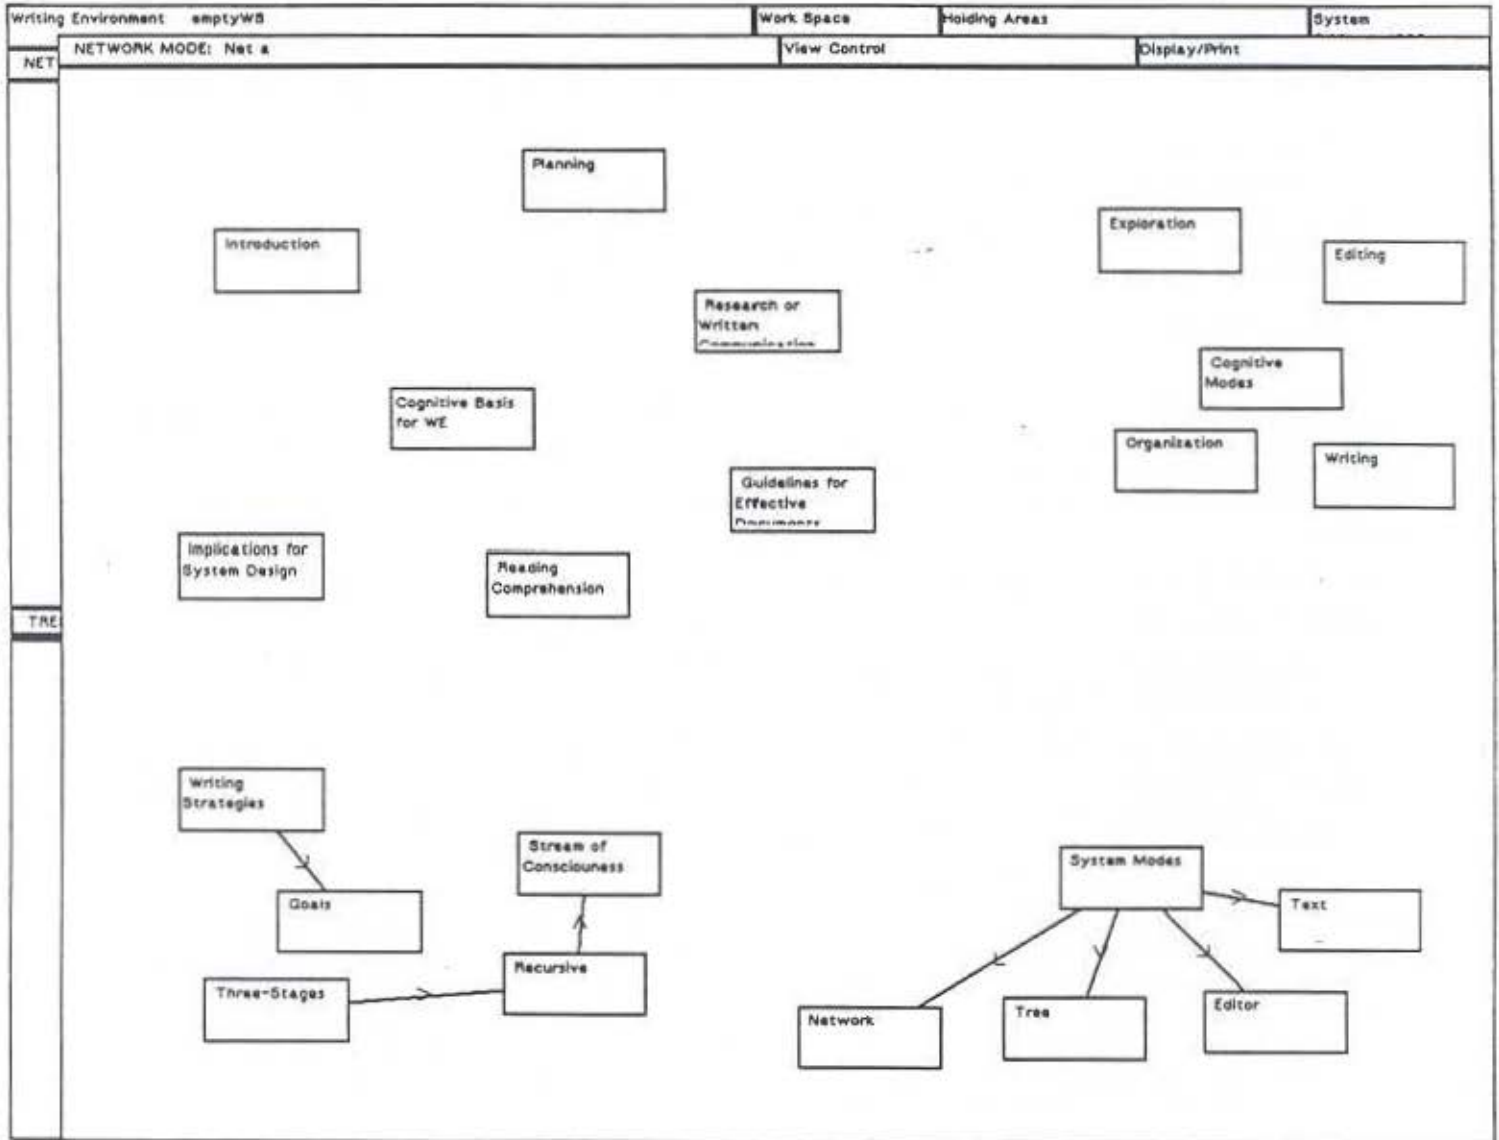 Writing Environment emptyWS
Work Space
Holding Areas
System
NETWORK MODE: Net a
View Control
Display/Print
NET
Planning
Introduction
Exploration
Editing
Research or
Written
Communication
Cognitive
Modes
Cognitive Basis
for WE
Organization
Writing
Guidelines for
Effective
Documents
Implications for
System Design
Reading
Comprehension
TRE
Writing
Strategies
Stream of
Consciouness
System Modes
Goals
Text
Recursive
Three-Stages
Network
Tree
Editor